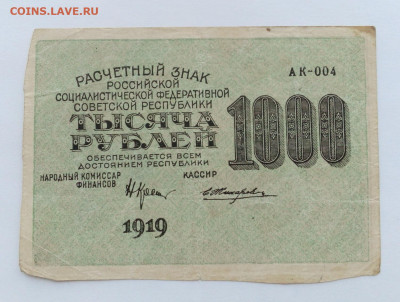 COINS.LAVE.RU
РАСЧЕТНЫЙ ЗНАК
РОССИЙСКОЙ
СОЦИАЛИСТИЧЕСКОЙ ФЕДЕРАТИВНОЙ
СОВЕТСКОЙ РЕСПУБЛИКИ
ТЫСЯЧА
РУБЛЕЙ
ОБЕСПЕЧИВАЕТСЯ ВСЕМ
ДОСТОЯНИЕМ РЕСПУБЛИКИ
НАРОДНЫЙ КОМИССАР
ФИНАНСОВ
КАССИР
1919
АК-004
1000